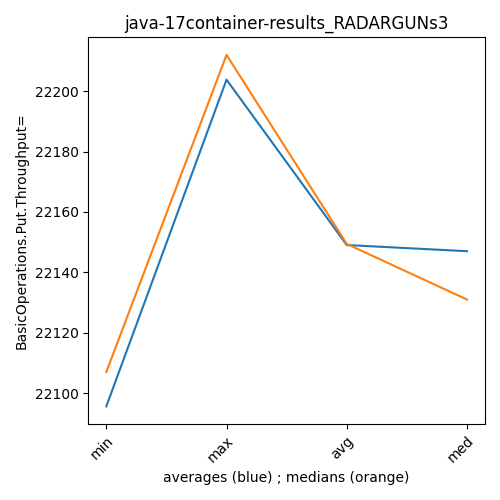 java-17container-results_RADARGUNs3
BasicOperations.Put.Throughput=
22200
22180
22160
22140
22120
22100
min
max
avg
med
averages (blue) ; medians (orange)